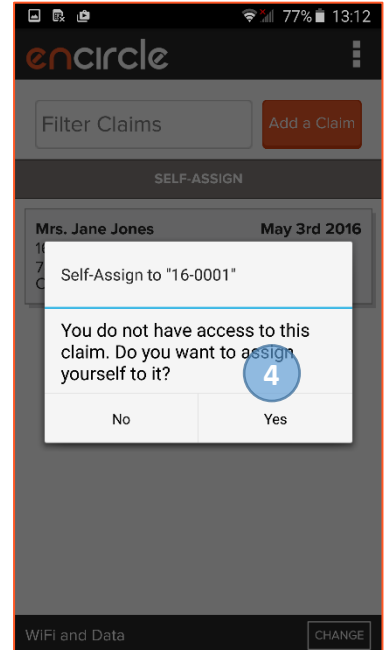 77% 13:12
encircle
Filter Claims
Add a Claim
SELF-ASSIGN
Mrs. Jane Jones May 3rd 2016
Self-Assign to "16-0001"
You do not have access to this
claim. Do you want to assign
yourself to it?
4
No Yes
WiFi and Data CHANGE